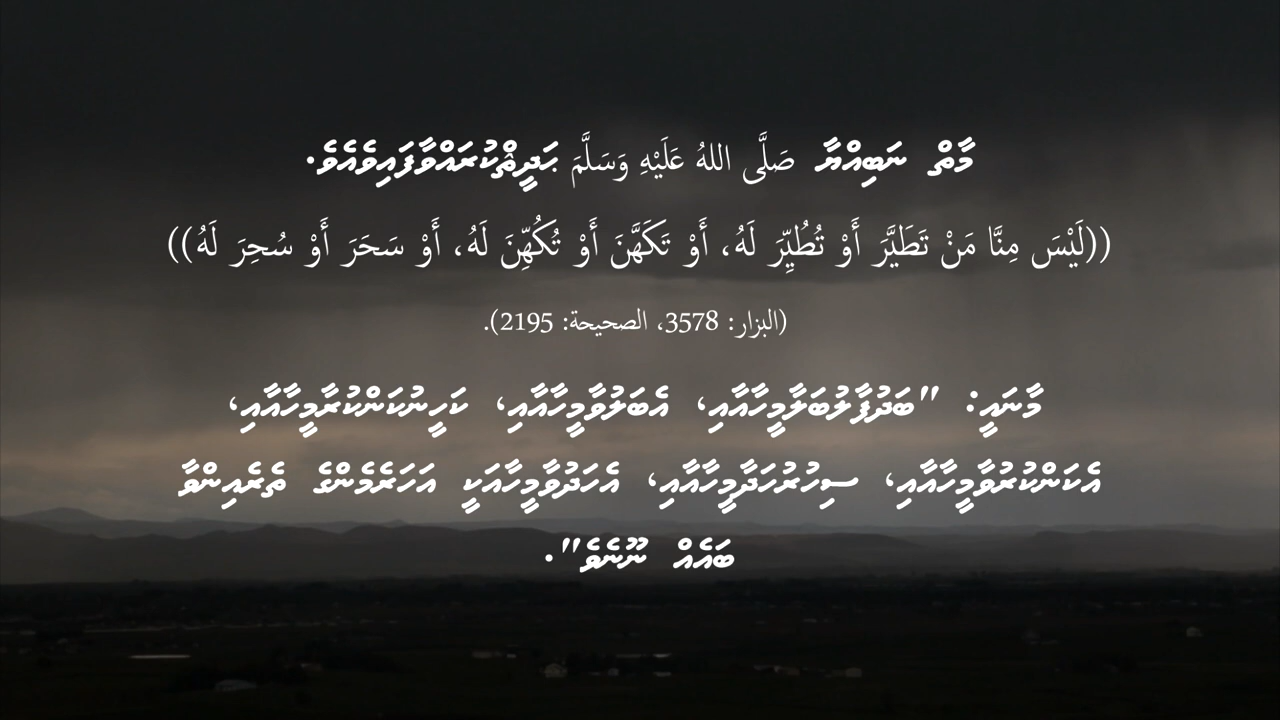 މާތް ނަބިއްޔާ صَلَّى اللهُ عَلَيْهِ وَسَلَّمَ ޙަދީޘްކުރައްވާފައިވެއެވެ.
((لَيْسَ مِنَّا مَنْ تَطَيَّرَ أَوْ تُطُيِّرَ لَهُ، أَوْ تَكَهَّنَ أَوْ تُكُهِّنَ لَهُ، أَوْ سَحَرَ أَوْ سُحِرَ لَهُ))
(البزار: 3578، الصحيحة: 2195).
މާނައީ: "ބަދުފާލުބަލާމީހާއާއި، އެބަލުވާމީހާއާއި، ކަހީނުކަންކުރާމީހާއާއި،
އެކަންކުރުވާމީހާއާއި، ސިހުރުހަދާމީހާއާއި، އެހަދުވާމީހާއަކީ އަހަރެމެންގެ ތެރެއިންވާ
ބައެއް ނޫނެވެ".